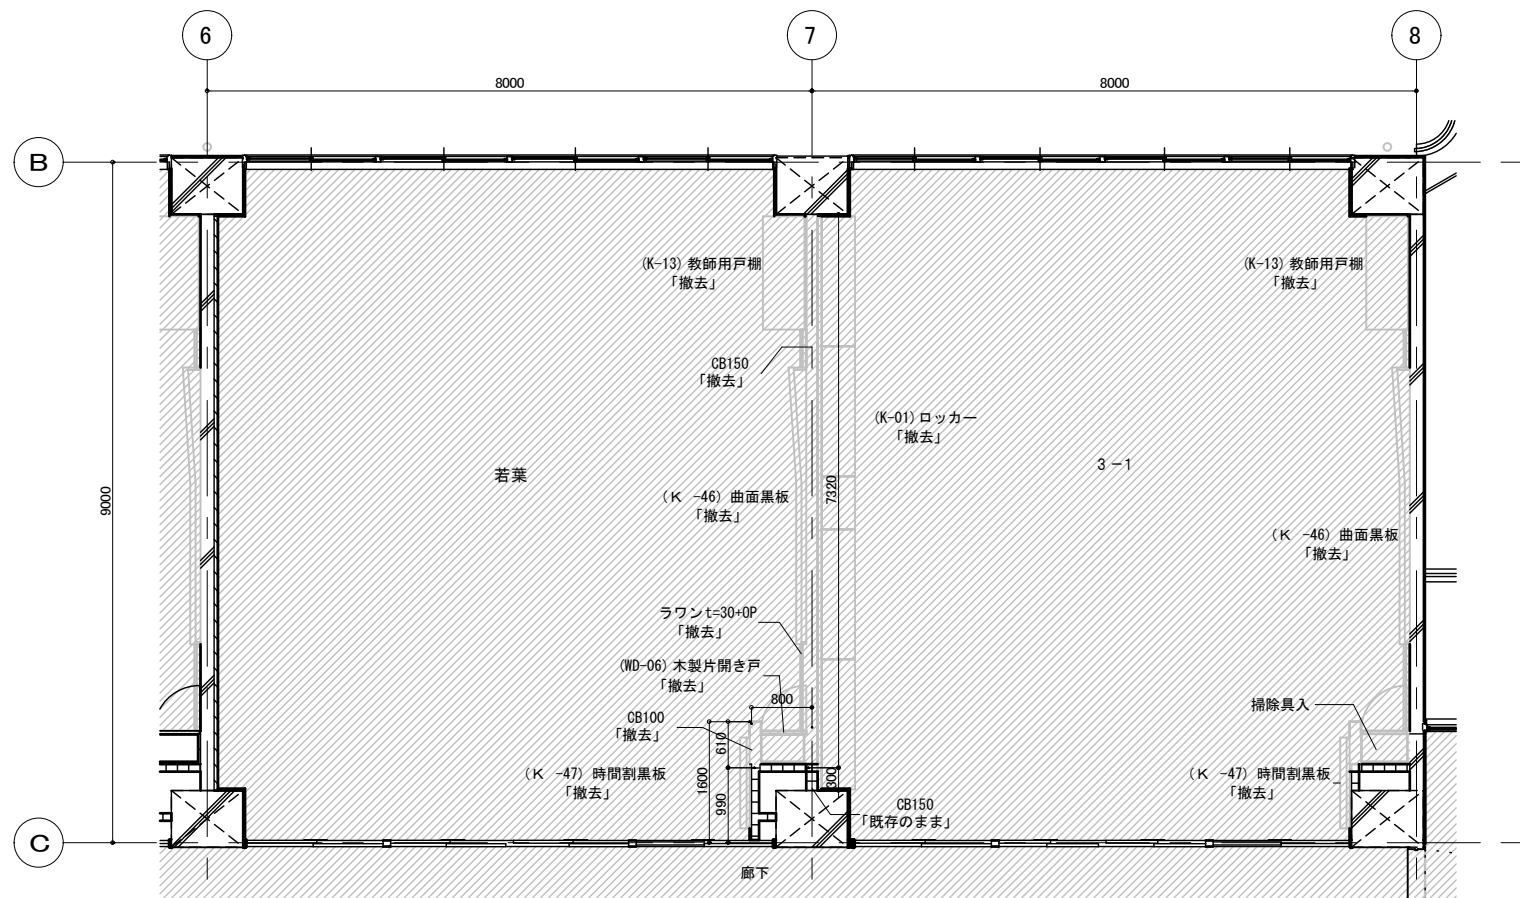 6
7
8
8000
8000
B
(K-13) 教師用戸棚
「撤去」
(K-13) 教師用戸棚
「撤去」
CB150
「撤去」
(K-01) ロッカー
「撤去」
若葉
3－1
9000
7320
（Ｋ -46）曲面黒板
「撤去」
（Ｋ -46）曲面黒板
「撤去」
ラワンt=30+OP
「撤去」
(WD-06) 木製片開き戸
「撤去」
800
CB100
「撤去」
掃除具入
610
1600
990
300
（Ｋ -47）時間割黒板
「撤去」
（Ｋ -47）時間割黒板
「撤去」
CB150
「既存のまま」
C
廊下